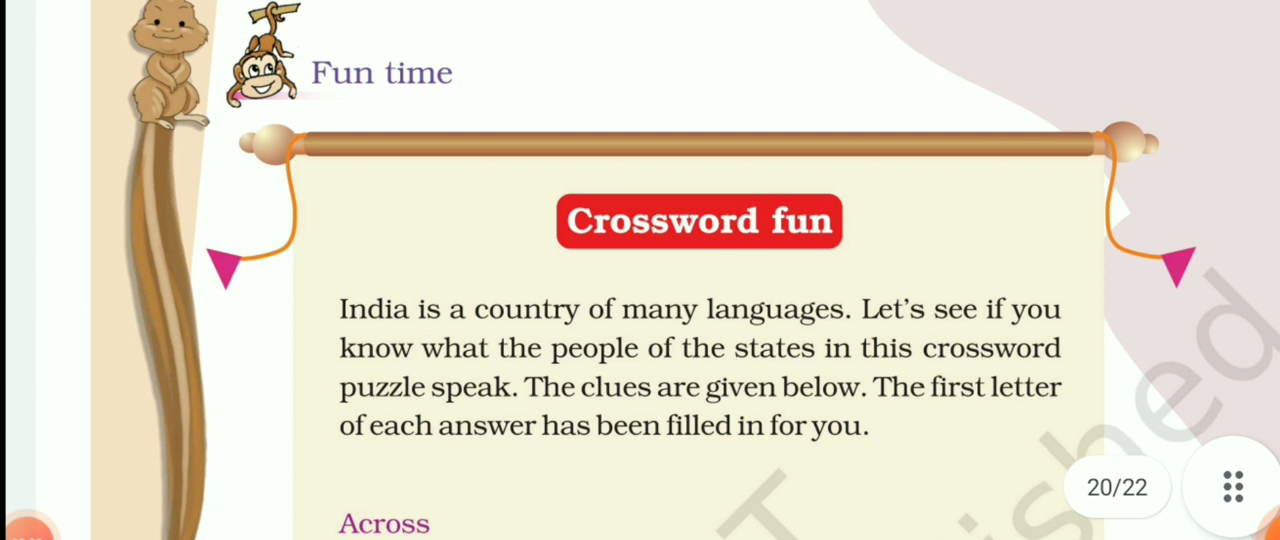 Fun time
Crossword fun
India is a country of many languages. Let's see if you
know what the people of the states in this crossword
puzzle speak. The clues are given below. The first letter
of each answer has been filled in for you.
20/22
Across